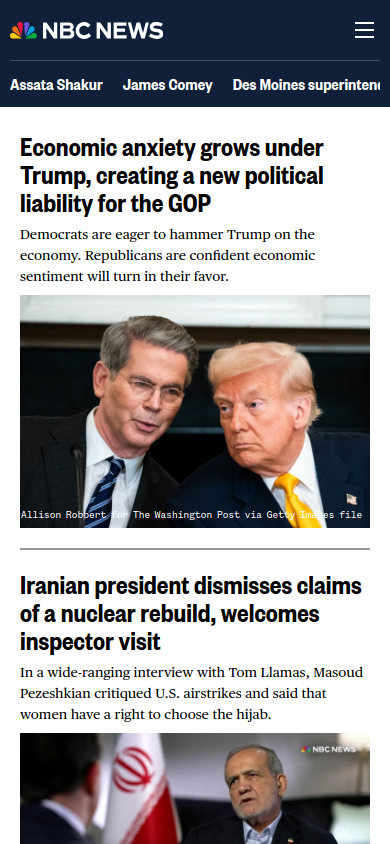 NBC NEWS
Assata Shakur James Comey Des Moines superintend
Economic anxiety grows under
Trump, creating a new political
liability for the GOP
Democrats are eager to hammer Trump on the
economy. Republicans are confident economic
sentiment will turn in their favor.
Allison Robbert for The Washington Post via Getty Images file
Iranian president dismisses claims
of a nuclear rebuild, welcomes
inspector visit
In a wide-ranging interview with Tom Llamas, Masoud
Pezeshkian critiqued U.S. airstrikes and said that
women have a right to choose the hijab.
NBC NEWS